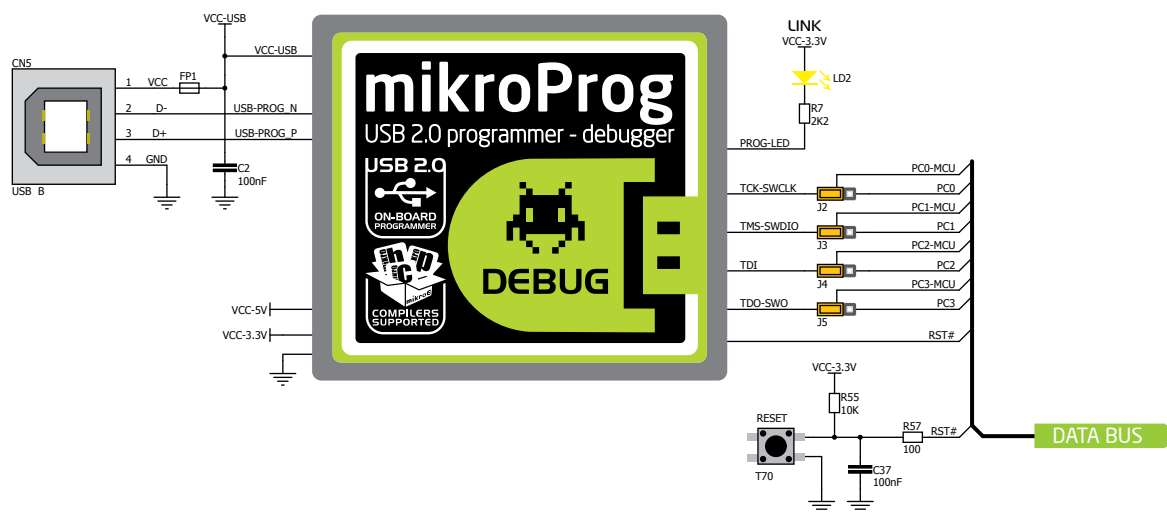 VCC-USB
CN5
1 VCC FP1
2 D- USB-PROG_N
3 D+ USB-PROG_P
4 GND
USB B
C2
100nF
VCC-USB
VCC-5V
VCC-3.3V
mikroProg
USB 2.0 programmer - debugger
USB 2.0
ON-BOARD
PROGRAMMER
h c p
mikroE
COMPILERS
SUPPORTED
DEBUG
LINK
VCC-3.3V
LD2
R7
2K2
PROG-LED
PC0-MCU
TCK-SWCLK J2 PC0
PC1-MCU
TMS-SWDIO J3 PC1
PC2-MCU
TDI J4 PC2
PC3-MCU
TDO-SWO J5 PC3
RST#
VCC-3.3V
R55
10K
RESET
T70
R57
100
RST#
C37
100nF
DATA BUS